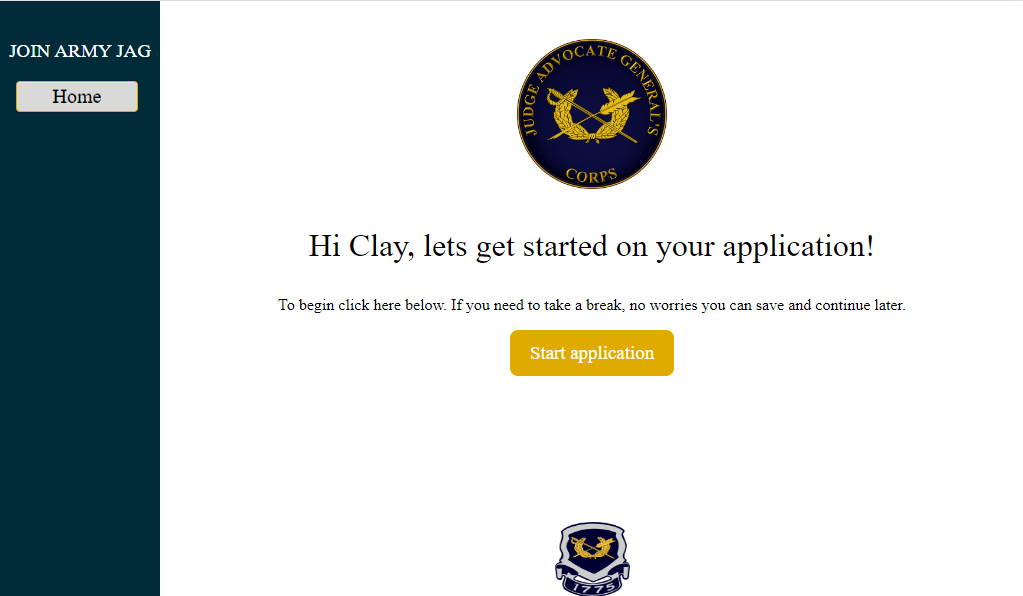 JOIN ARMY JAG
Home
JUDGE ADVOCATE GENERAL'S
CORPS
Hi Clay, lets get started on your application!
To begin click here below. If you need to take a break, no worries you can save and continue later.
Start application
1775